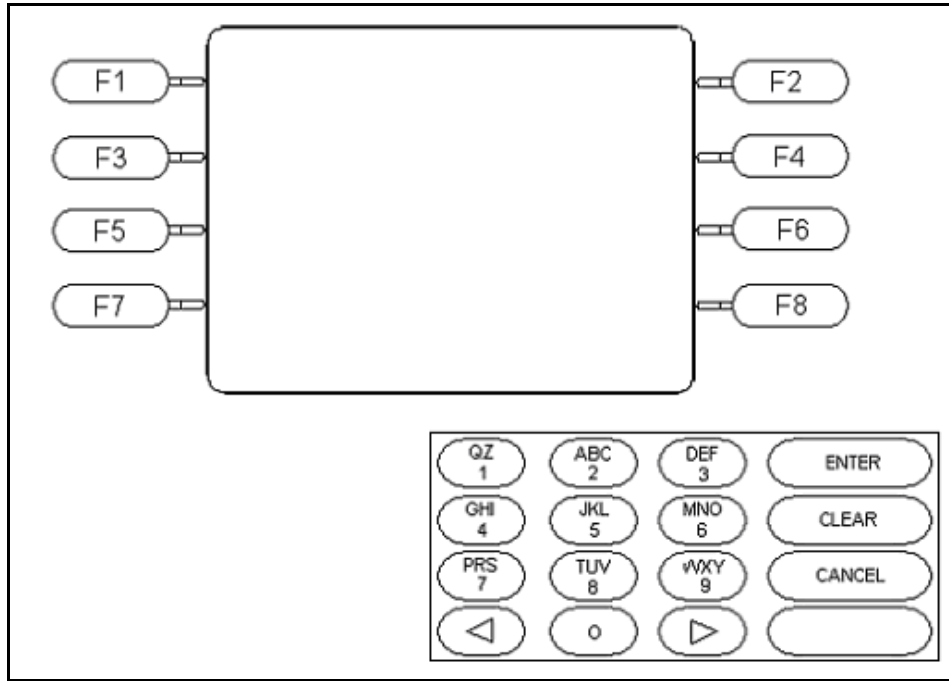 F1 F2
F3 F4
F5 F6
F7 F8
QZ ABC DEF ENTER
1 2 3
GHI JKL MNO CLEAR
4 5 6
PRS TUV WXY CANCEL
7 8 9
0